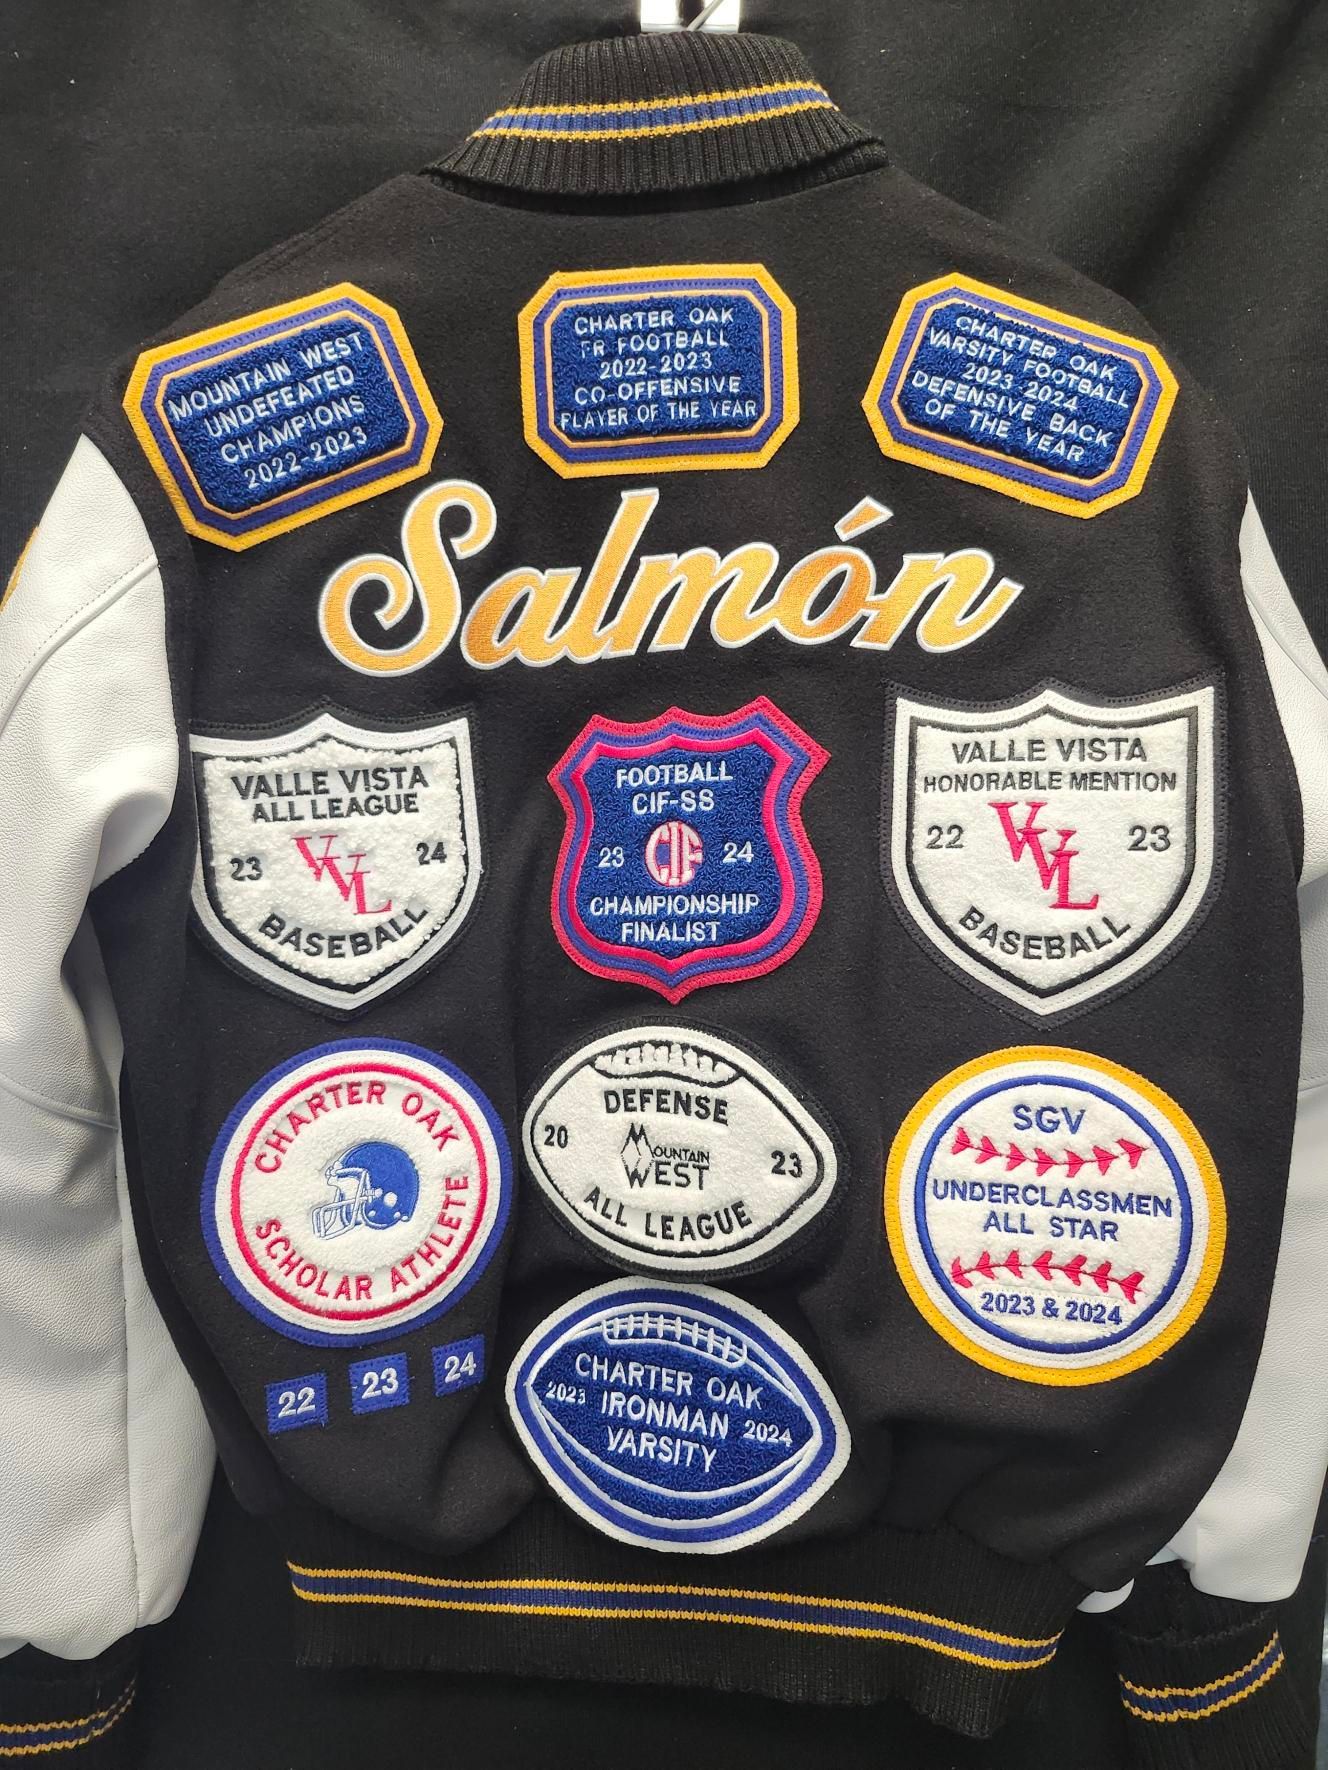 MOUNTAIN WEST
UNDEFEATED
CHAMPIONS
2022-2023
CHARTER OAK
FR FOOTBALL
2022-2023
CO-OFFENSIVE
PLAYER OF THE YEAR
CHARTER OAK
VARSITY FOOTBALL
2023-2024
DEFENSIVE BACK
OF THE YEAR
Salmón
VALLE VISTA
ALL LEAGUE
23 VVL 24
BASEBALL
FOOTBALL
CIF-SS
23 CIF 24
CHAMPIONSHIP
FINALIST
VALLE VISTA
HONORABLE MENTION
22 VVL 23
BASEBALL
CHARTER OAK
SCHOLAR ATHLETE
22 23 24
DEFENSE
20 MOUNTAIN 23
WEST
ALL LEAGUE
SGV
UNDERCLASSMEN
ALL STAR
2023 & 2024
CHARTER OAK
2023 IRONMAN 2024
VARSITY